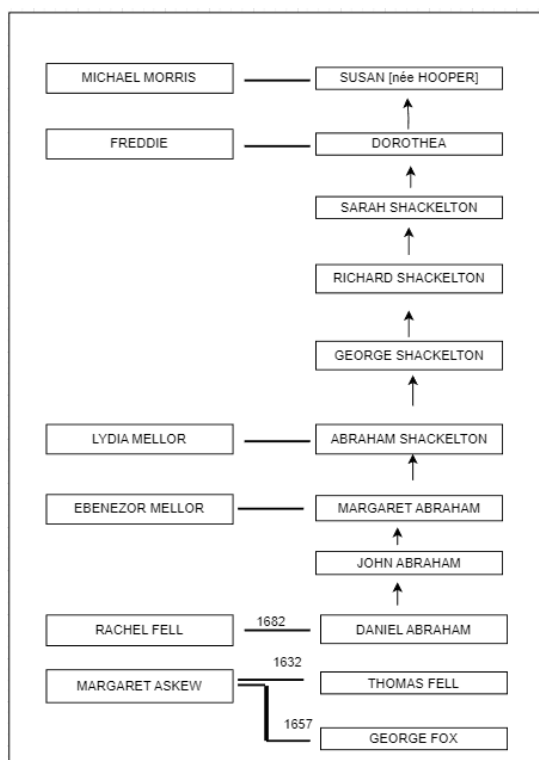 MICHAEL MORRIS SUSAN [née HOOPER]
FREDDIE DOROTHEA
SARAH SHACKELTON
RICHARD SHACKELTON
GEORGE SHACKELTON
LYDIA MELLOR ABRAHAM SHACKELTON
EBENEZOR MELLOR MARGARET ABRAHAM
JOHN ABRAHAM
RACHEL FELL 1682 DANIEL ABRAHAM
MARGARET ASKEW 1632 THOMAS FELL
1657 GEORGE FOX